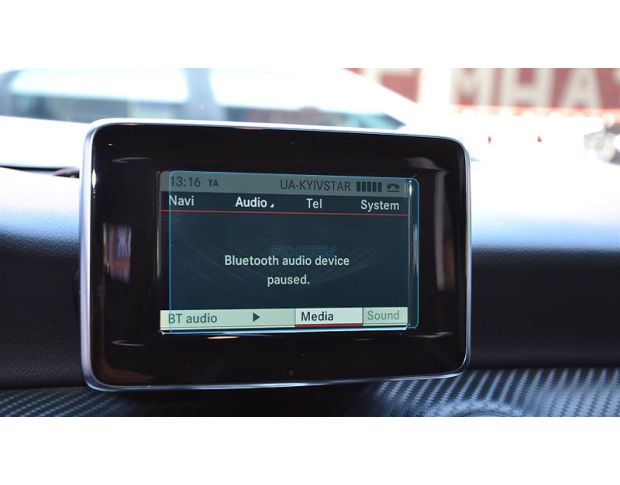 13:16 TA UA-KYIVSTAR
Navi Audio Tel System
Bluetooth audio device
paused.
BT audio Media Sound